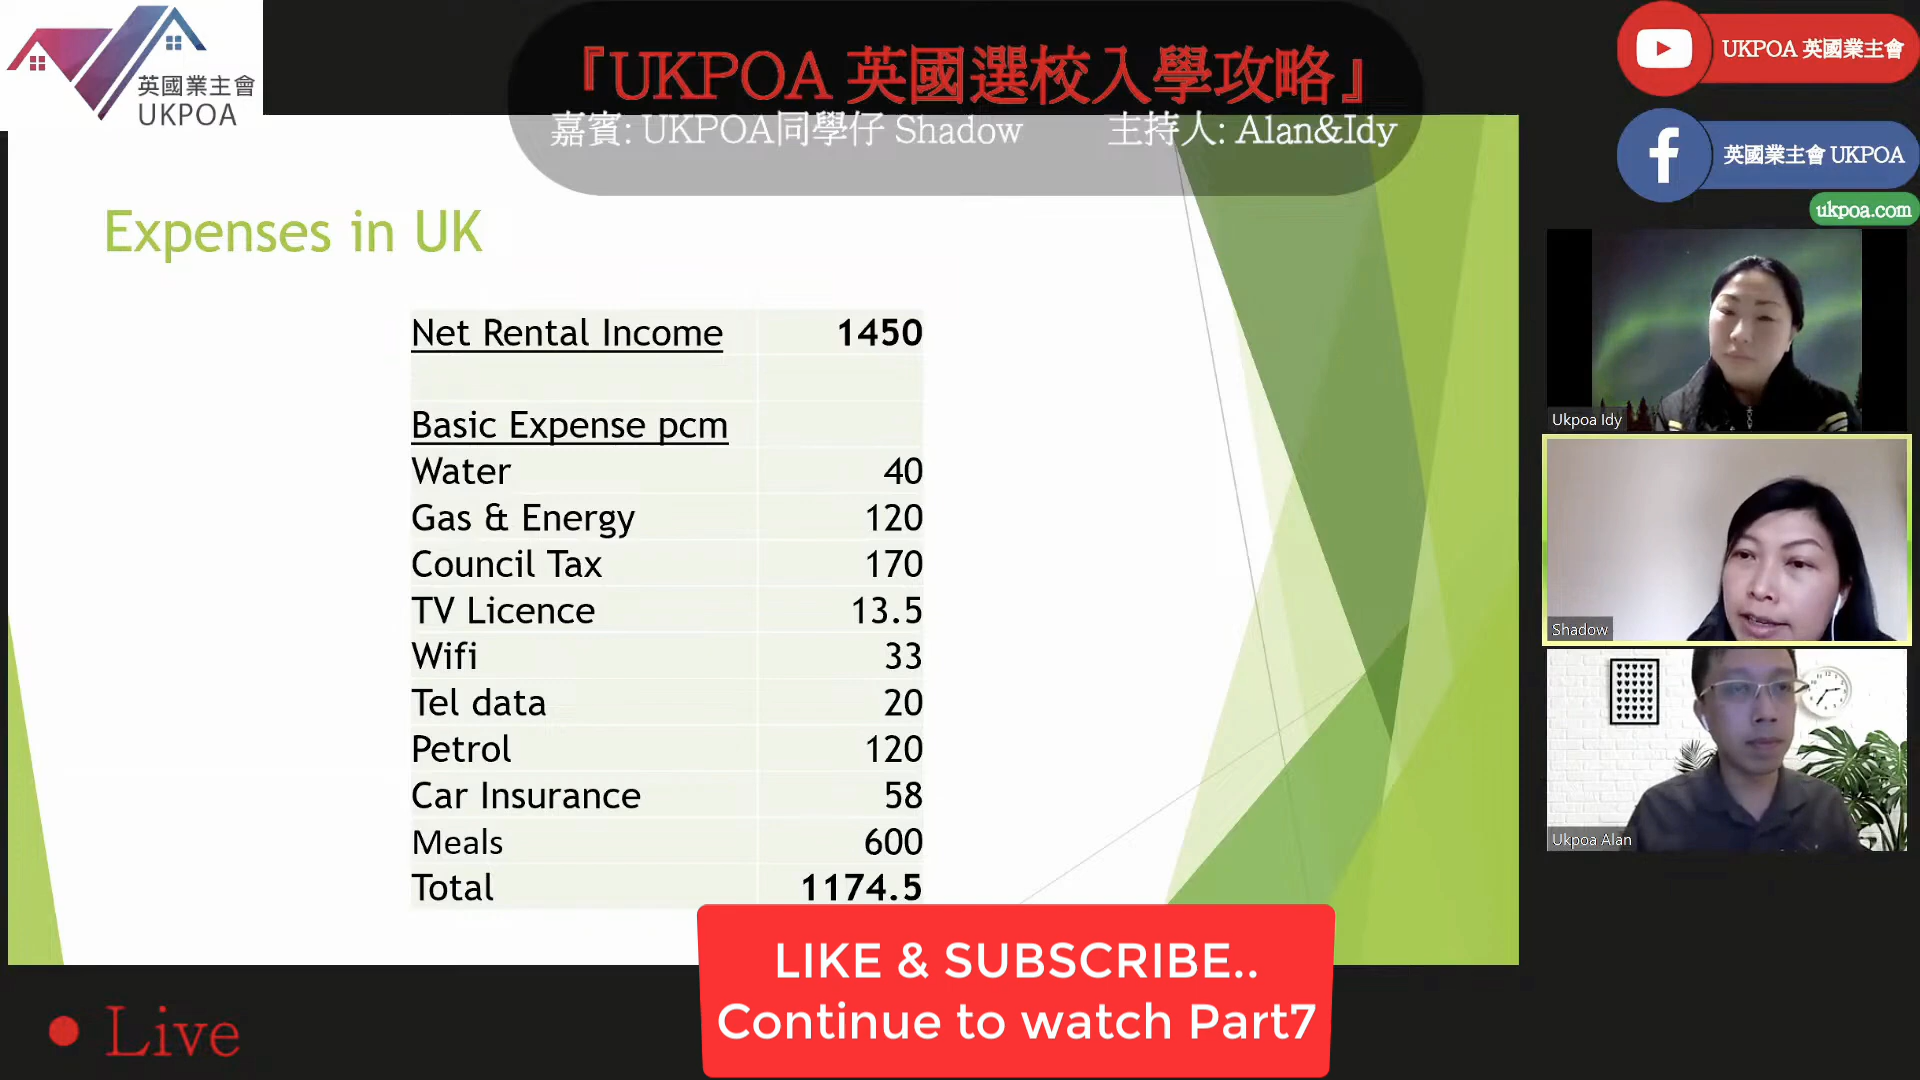 英國業主會
UKPOA
『UKPOA 英國選校入學攻略』
嘉賓: UKPOA同學仔 Shadow 主持人: Alan&Idy
UKPOA 英國業主會
英國業主會 UKPOA
ukpoa.com
Expenses in UK
Net Rental Income 1450
Basic Expense pcm
Water 40
Gas & Energy 120
Council Tax 170
TV Licence 13.5
Wifi 33
Tel data 20
Petrol 120
Car Insurance 58
Meals 600
Total 1174.5
Ukpoa Idy
Shadow
Ukpoa Alan
LIKE & SUBSCRIBE..
Continue to watch Part7
Live